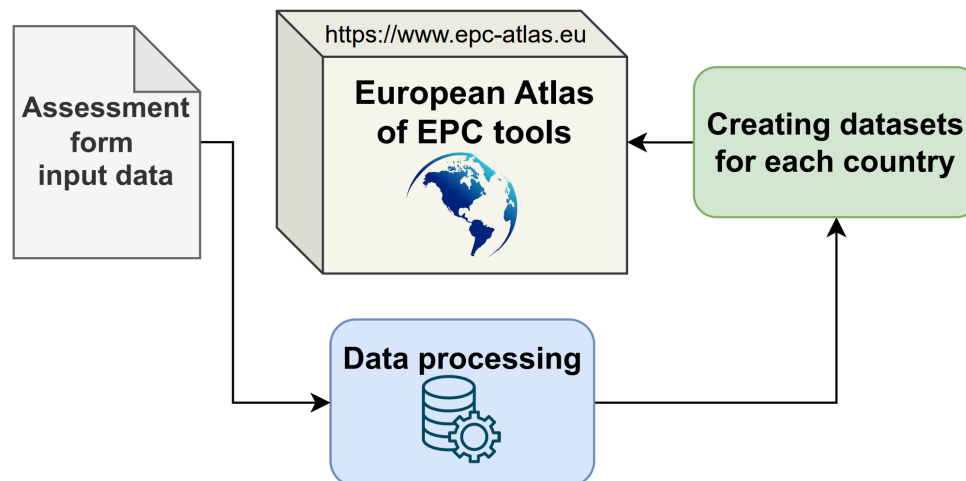 Assessment
form
input data
https://www.epc-atlas.eu
European Atlas
of EPC tools
Creating datasets
for each country
Data processing